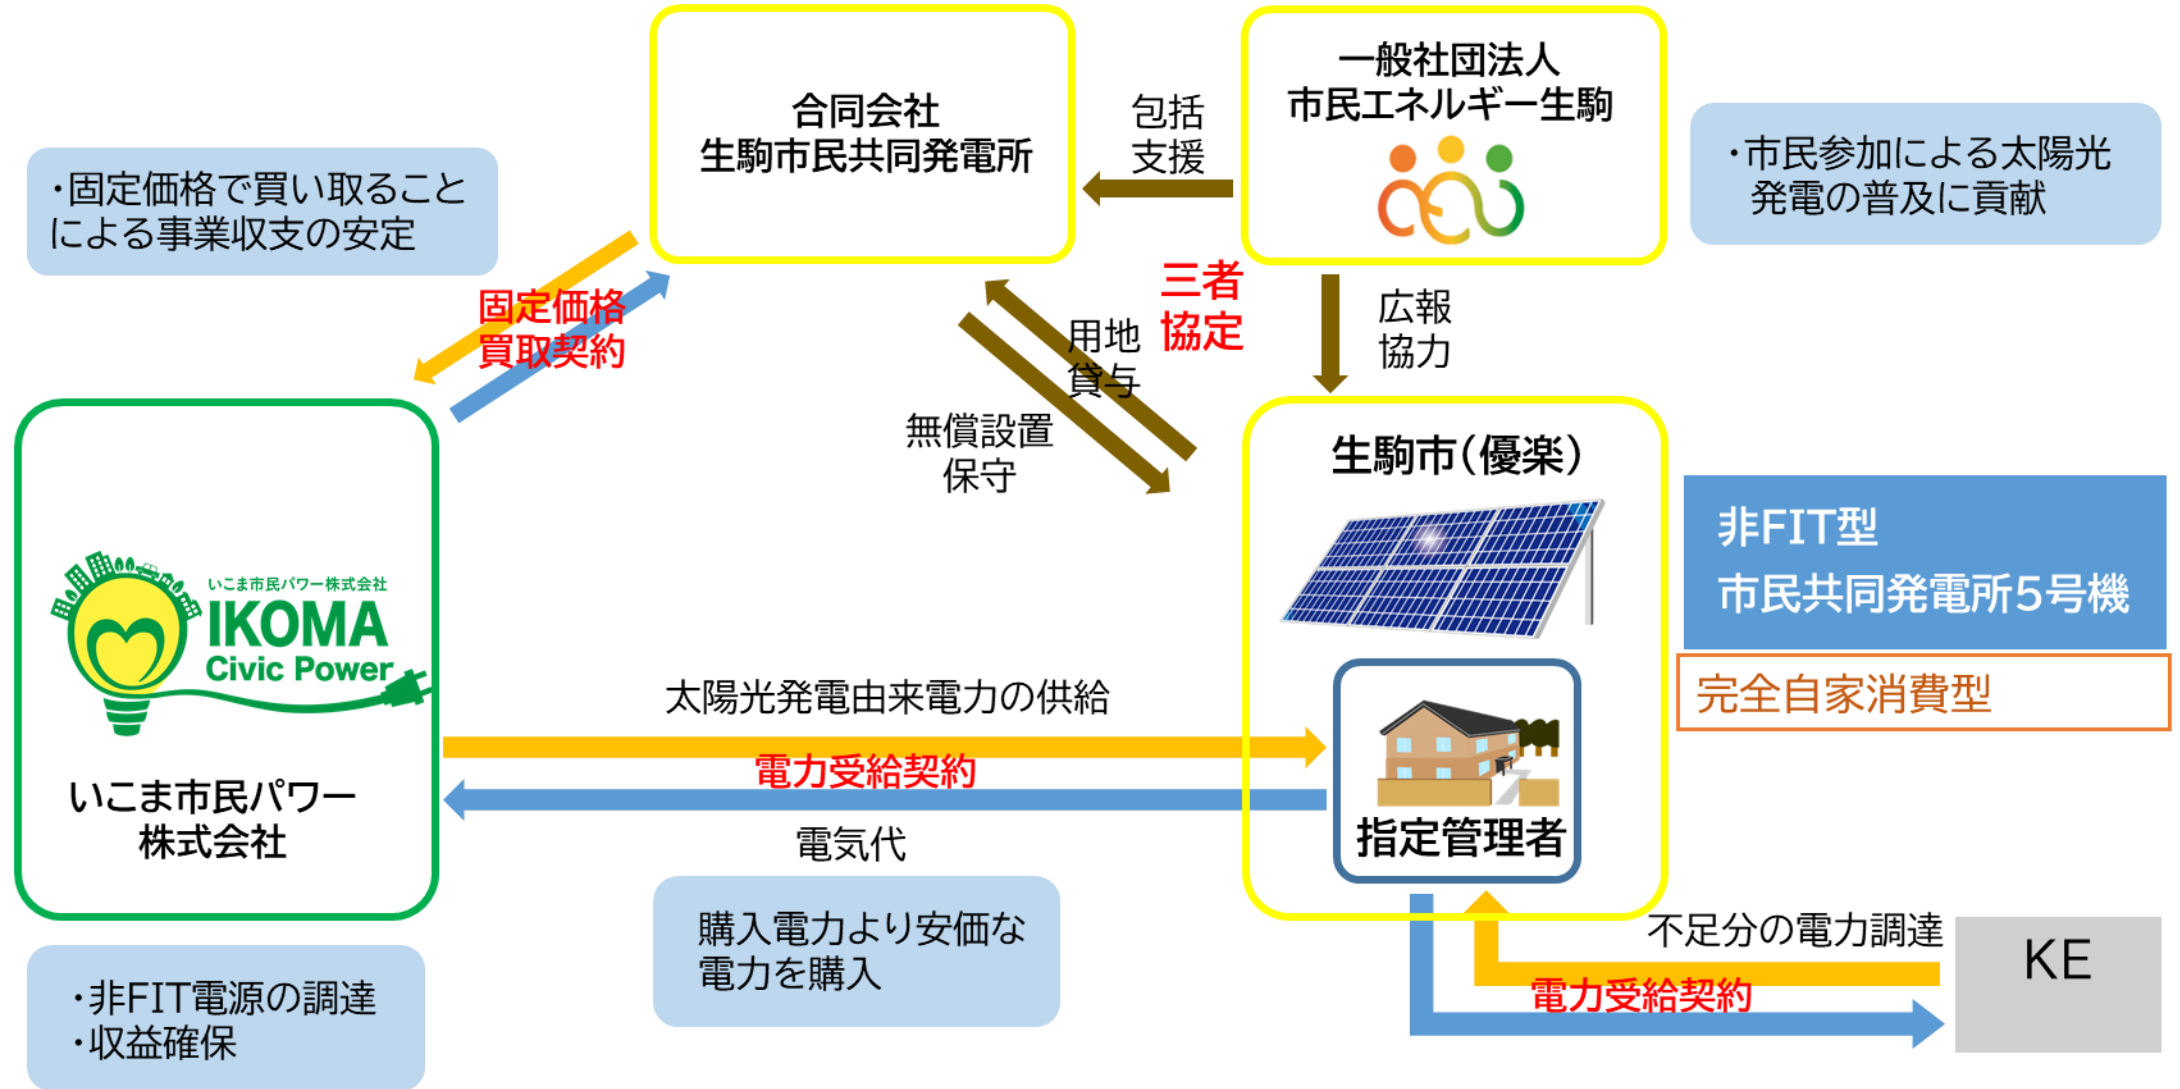 合同会社
生駒市民共同発電所
包括
支援
一般社団法人
市民エネルギー生駒
・市民参加による太陽光
発電の普及に貢献
・固定価格で買い取ること
による事業収支の安定
固定価格
買取契約
三者
協定
用地
貸与
広報
協力
無償設置
保守
生駒市(優楽)
非FIT型
市民共同発電所5号機
完全自家消費型
いこま市民パワー株式会社
IKOMA
Civic Power
いこま市民パワー
株式会社
太陽光発電由来電力の供給
電力受給契約
電気代
指定管理者
購入電力より安価な
電力を購入
不足分の電力調達
電力受給契約
KE
・非FIT電源の調達
・収益確保